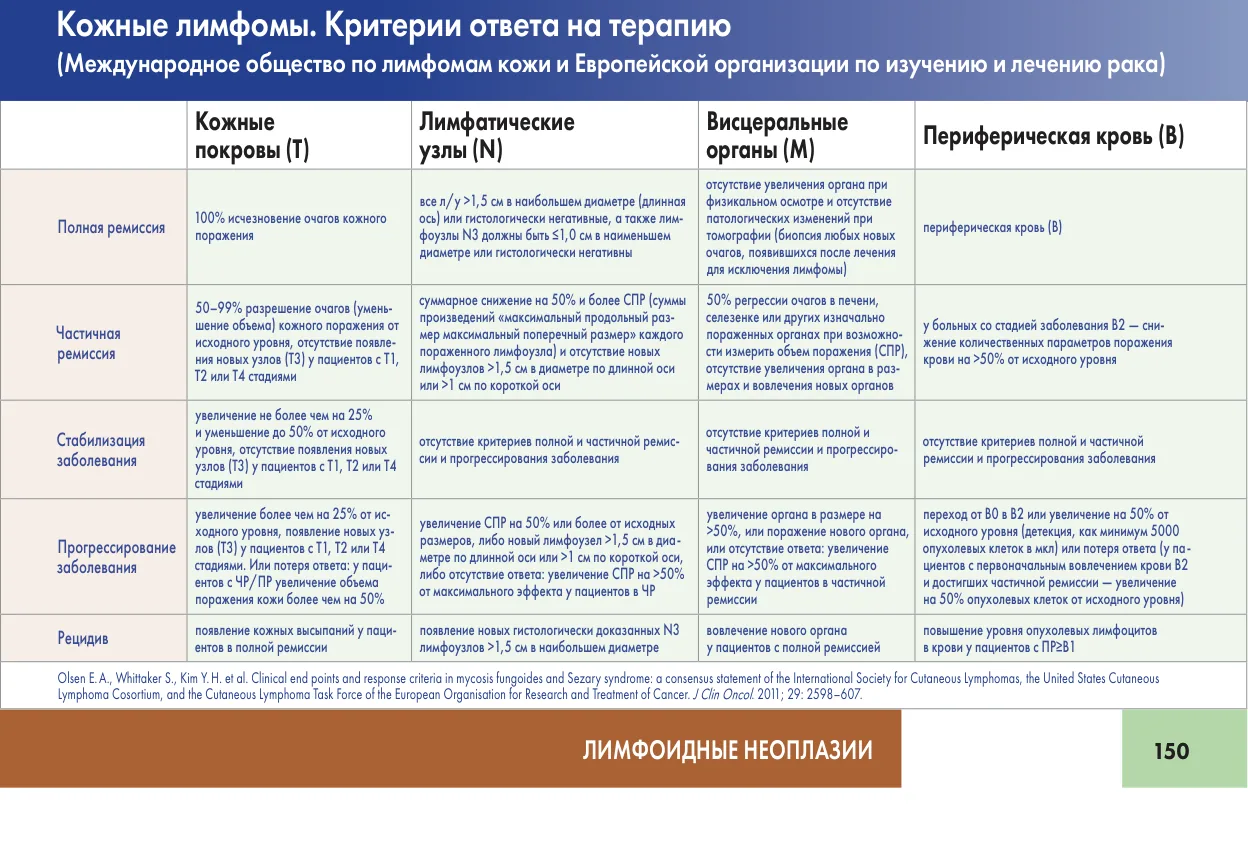 Кожные лимфомы. Критерии ответа на терапию
(Международное общество по лимфомам кожи и Европейской организации по изучению и лечению рака)
Кожные
покровы (T)
Лимфатические
узлы (N)
Висцеральные
органы (M)
Периферическая кровь (B)
Полная ремиссия
100% исчезновение очагов кожного
поражения
все л/у >1,5 см в наибольшем диаметре (длинная
ось) или гистологически негативные, а также лим-
фоузлы N3 должны быть ≤1,0 см в наименьшем
диаметре или гистологически негативны
отсутствие увеличения органа при
физикальном осмотре и отсутствие
патологических изменений при
томографии (биопсия любых новых
очагов, появившихся после лечения
для исключения лимфомы)
периферическая кровь (B)
Частичная
ремиссия
50–99% разрешение очагов (умень-
шение объема) кожного поражения от
исходного уровня, отсутствие появле-
ния новых узлов (T3) у пациентов с T1,
T2 или T4 стадиями
суммарное снижение на 50% и более СПР (суммы
произведений «максимальный продольный раз-
мер максимальный поперечный размер» каждого
пораженного лимфоузла) и отсутствие новых
лимфоузлов >1,5 см в диаметре по длинной оси
или >1 см по короткой оси
50% регрессии очагов в печени,
селезенке или других изначально
пораженных органах при возможно-
сти измерить объем поражения (СПР),
отсутствие увеличения органа в раз-
мерах и вовлечения новых органов
у больных со стадией заболевания B2 — сни-
жение количественных параметров поражения
крови на >50% от исходного уровня
Стабилизация
заболевания
увеличение не более чем на 25%
и уменьшение до 50% от исходного
уровня, отсутствие появления новых
узлов (T3) у пациентов с T1, T2 или T4
стадиями
отсутствие критериев полной и частичной ремис-
сии и прогрессирования заболевания
отсутствие критериев полной и
частичной ремиссии и прогрессиро-
вания заболевания
отсутствие критериев полной и частичной
ремиссии и прогрессирования заболевания
Прогрессирование
заболевания
увеличение более чем на 25% от ис-
ходного уровня, появление новых уз-
лов (T3) у пациентов с T1, T2 или T4
стадиями. Или потеря ответа: у паци-
ентов с ЧР/ПР увеличение объема
поражения кожи более чем на 50%
увеличение СПР на 50% или более от исходных
размеров, либо новый лимфоузел >1,5 см в диа-
метре по длинной оси или >1 см по короткой оси,
либо отсутствие ответа: увеличение СПР на >50%
от максимального эффекта у пациентов в ЧР
увеличение органа в размере на
>50%, или поражение нового органа,
или отсутствие ответа: увеличение
СПР на >50% от максимального
эффекта у пациентов в частичной
ремиссии
переход от B0 в B2 или увеличение на 50% от
исходного уровня (детекция, как минимум 5000
опухолевых клеток в мкл) или потеря ответа (у па-
циентов с первоначальным вовлечением крови B2
и достигших частичной ремиссии — увеличение
на 50% опухолевых клеток от исходного уровня)
Рецидив
появление кожных высыпаний у паци-
ентов в полной ремиссии
появление новых гистологически доказанных N3
лимфоузлов >1,5 см в наибольшем диаметре
вовлечение нового органа
у пациентов с полной ремиссией
повышение уровня опухолевых лимфоцитов
в крови у пациентов с ПР≥B1
Olsen E. A., Whittaker S., Kim Y. H. et al. Clinical end points and response criteria in mycosis fungoides and Sezary syndrome: a consensus statement of the International Society for Cutaneous Lymphomas, the United States Cutaneous
Lymphoma Cosortium, and the Cutaneous Lymphoma Task Force of the European Organisation for Research and Treatment of Cancer. J Clin Oncol. 2011; 29: 2598–607.
ЛИМФОИДНЫЕ НЕОПЛАЗИИ
150